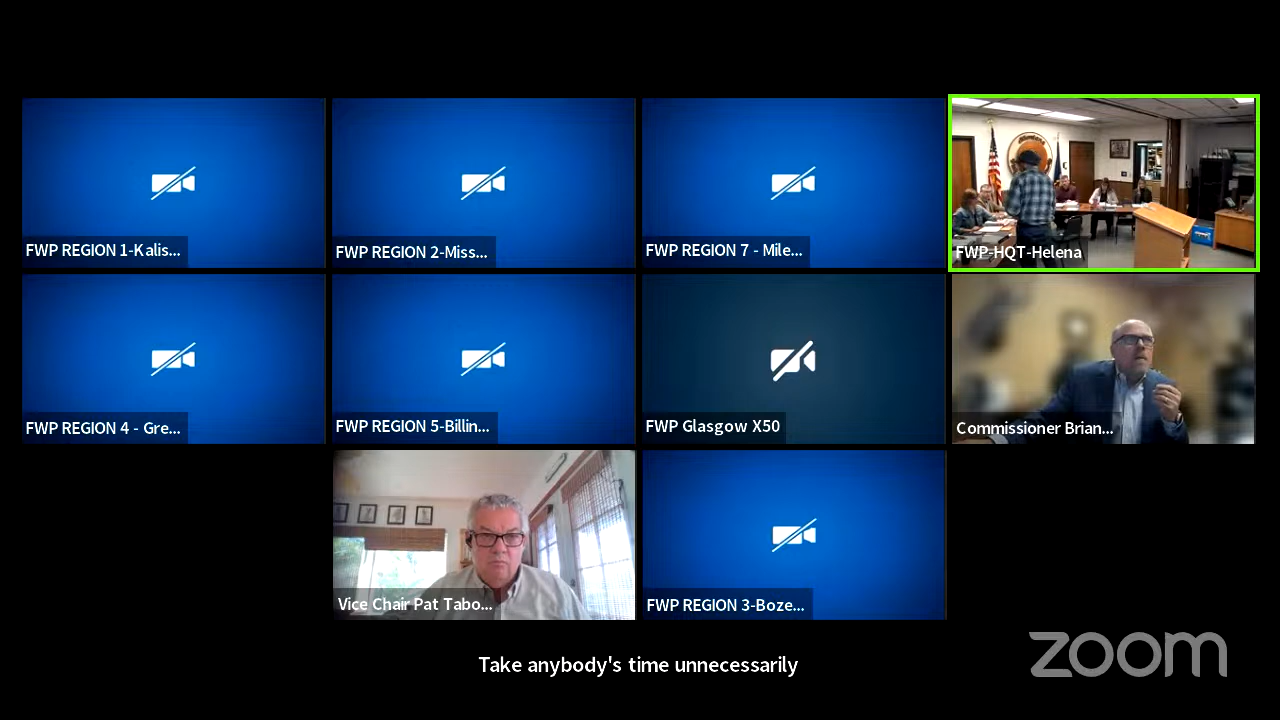 FWP REGION 1-Kalis...
FWP REGION 2-Miss...
FWP REGION 7 - Mile...
FWP-HQT-Helena
FWP REGION 4 - Gre...
FWP REGION 5-Billin...
FWP Glasgow X50
Commissioner Brian...
Vice Chair Pat Tabo...
FWP REGION 3-Boze...
Take anybody's time unnecessarily
zoom